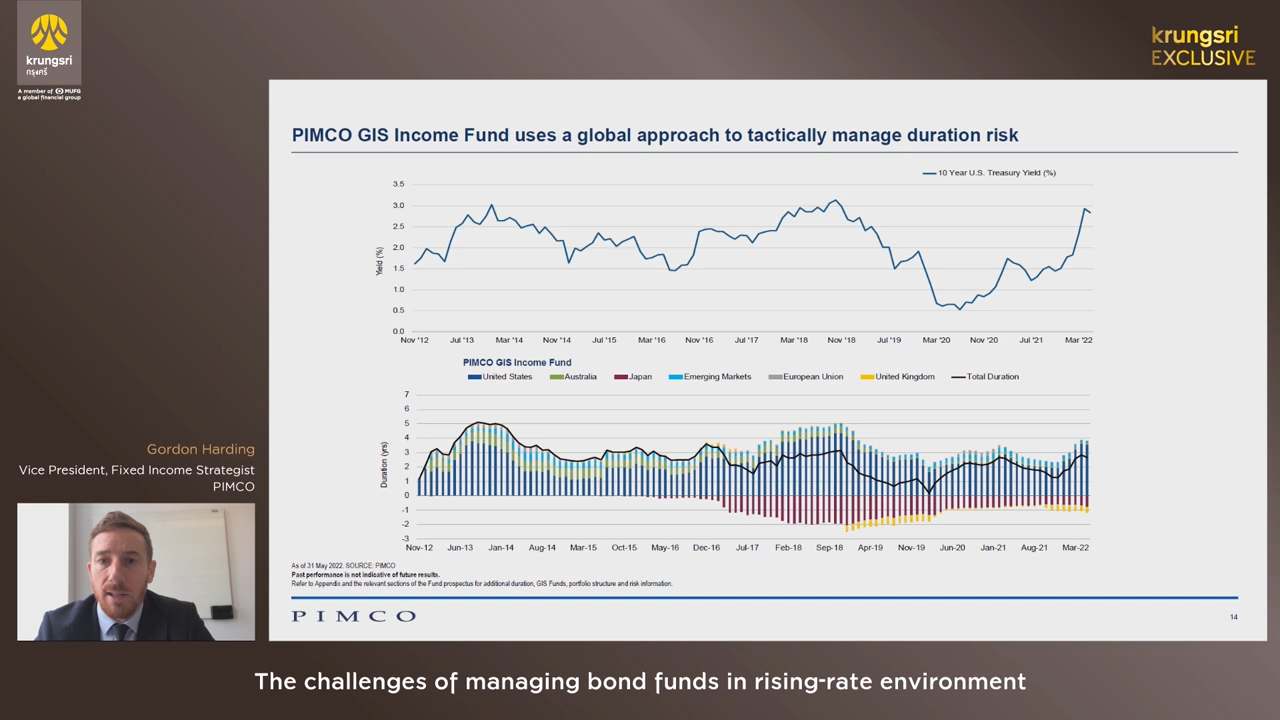 krungsri
กรุงศรี
A member of MUFG
a global financial group
krungsri
EXCLUSIVE
PIMCO GIS Income Fund uses a global approach to tactically manage duration risk
10 Year U.S. Treasury Yield (%)
3.5
3.0
2.5
2.0
1.5
1.0
0.5
0.0
Yield (%)
Nov '12 Jul '13 Mar '14 Nov '14 Jul '15 Mar '16 Nov '16 Jul '17 Mar '18 Nov '18 Jul '19 Mar '20 Nov '20 Jul '21 Mar '22
PIMCO GIS Income Fund
United States Australia Japan Emerging Markets European Union United Kingdom Total Duration
7
6
5
4
3
2
1
0
-1
-2
-3
Duration (yrs)
Nov-12 Jun-13 Jan-14 Aug-14 Mar-15 Oct-15 May-16 Dec-16 Jul-17 Feb-18 Sep-18 Apr-19 Nov-19 Jun-20 Jan-21 Aug-21 Mar-22
As of 31 May 2022. SOURCE: PIMCO
Past performance is not indicative of future results.
Refer to Appendix and the relevant sections of the Fund prospectus for additional duration, GIS Funds, portfolio structure and risk information.
PIMCO
14
Gordon Harding
Vice President, Fixed Income Strategist
PIMCO
The challenges of managing bond funds in rising-rate environment